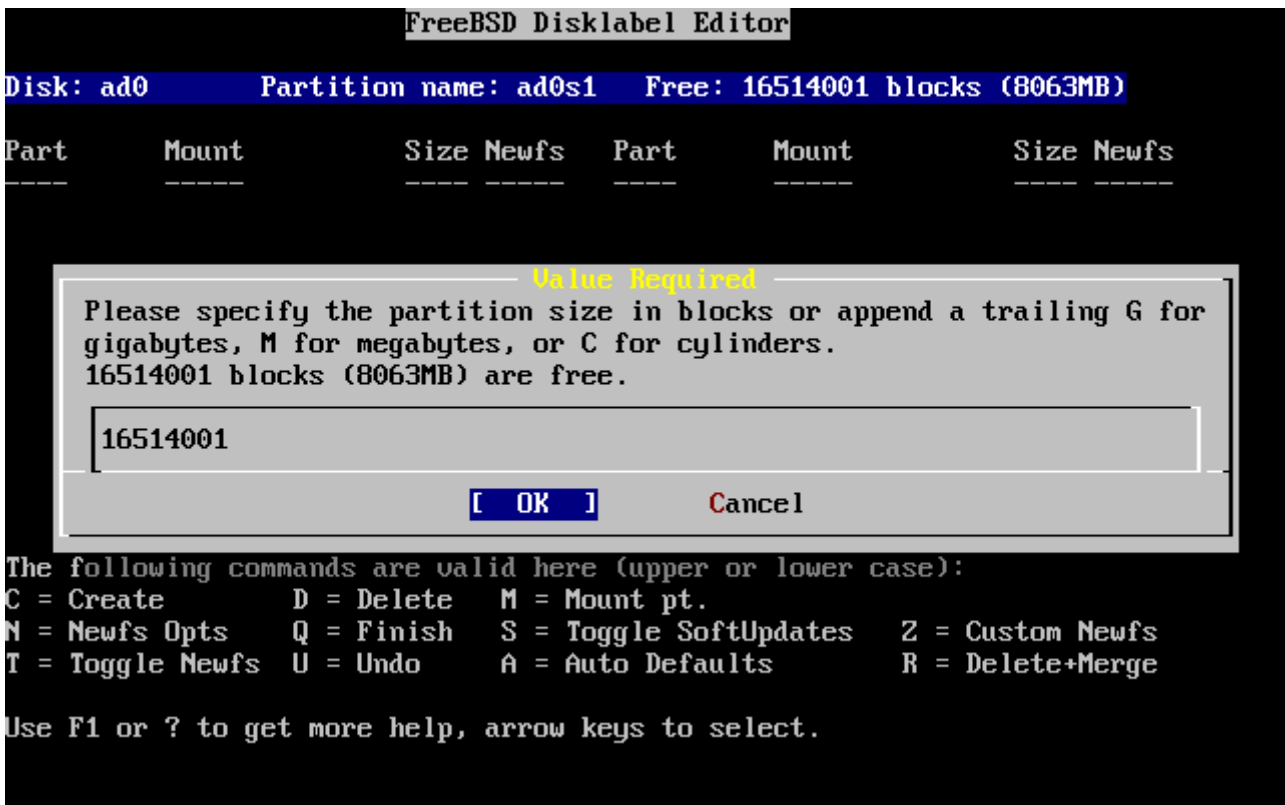 FreeBSD Disklabel Editor
Disk: ad0 Partition name: ad0s1 Free: 16514001 blocks (8063MB)
Part Mount Size Newfs Part Mount Size Newfs
---- ----- ---- ----- ---- ----- ---- -----
Value Required
Please specify the partition size in blocks or append a trailing G for
gigabytes, M for megabytes, or C for cylinders.
16514001 blocks (8063MB) are free.
16514001
[ OK ] Cancel
The following commands are valid here (upper or lower case):
C = Create D = Delete M = Mount pt.
N = Newfs Opts Q = Finish S = Toggle SoftUpdates Z = Custom Newfs
T = Toggle Newfs U = Undo A = Auto Defaults R = Delete+Merge
Use F1 or ? to get more help, arrow keys to select.